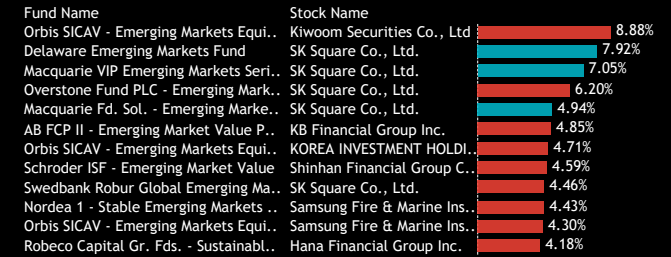 Fund Name Stock Name
Orbis SICAV - Emerging Markets Equi.. Kiwoom Securities Co., Ltd 8.88%
Delaware Emerging Markets Fund SK Square Co., Ltd. 7.92%
Macquarie VIP Emerging Markets Seri.. SK Square Co., Ltd. 7.05%
Overstone Fund PLC - Emerging Mark.. SK Square Co., Ltd. 6.20%
Macquarie Fd. Sol. - Emerging Marke.. SK Square Co., Ltd. 4.94%
AB FCP II - Emerging Market Value P.. KB Financial Group Inc. 4.85%
Orbis SICAV - Emerging Markets Equi.. KOREA INVESTMENT HOLDI.. 4.71%
Schroder ISF - Emerging Market Value Shinhan Financial Group C.. 4.59%
Swedbank Robur Global Emerging Ma.. SK Square Co., Ltd. 4.46%
Nordea 1 - Stable Emerging Markets .. Samsung Fire & Marine Ins.. 4.43%
Orbis SICAV - Emerging Markets Equi.. Samsung Fire & Marine Ins.. 4.30%
Robeco Capital Gr. Fds. - Sustainabl.. Hana Financial Group Inc. 4.18%